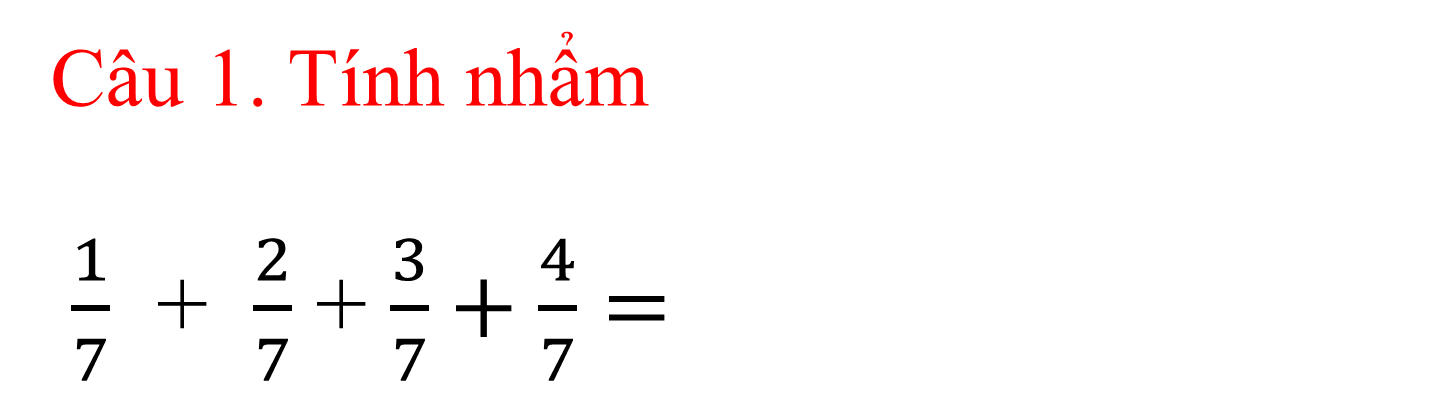 Câu 1. Tính nhẩm
1/7 + 2/7 + 3/7 + 4/7 =